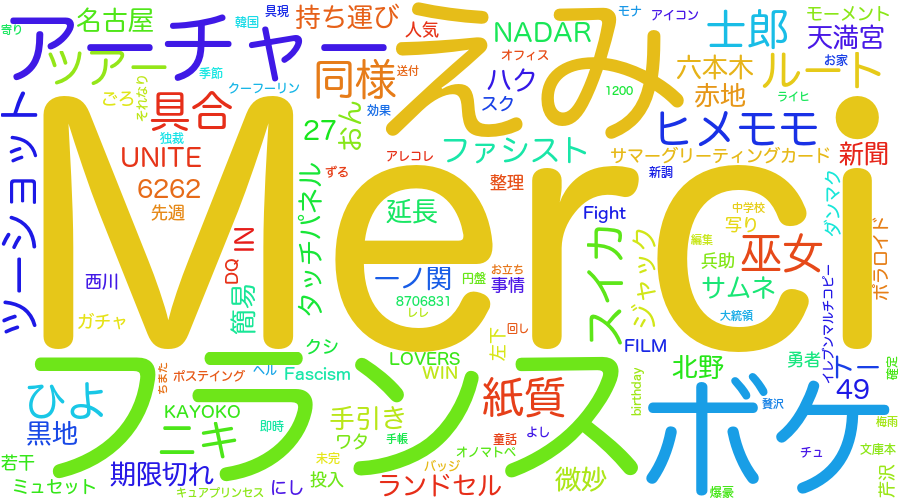 寄り
名古屋
韓国
具現
持ち運び
人気
NADAR
モナ
アイコン
士郎
モーメント
天満宮
アーチャー
えみ
ツアー
季節
同様
送付
オフィス
ハク
スク
六本木
ルート
お家
ごろ
それなり
クーフーリン
1200
赤地
ライヒ
具合
独裁
27
おん
効果
ヒメモモ
ツーショット
UNITE
アレコレ
ファシスト
サマーグリーティングカード
新聞
6262
ずる
整理
新調
先週
タッチパネル
延長
Fight
中学校
写り
ダンマク
Merci
IN
DQ
西川
簡易
一ノ関
お立ち
円盤
事情
スイカ
ジャック
編集
巫女
兵助
サムネ
ポラロイド
ガチャ
8706831
レレ
回し
大統領
イレブンマルチコピー
クシ
左下
FILM
フランス
LOVERS
WIN
北野
勇者
確定
ひよ
ちまた
ポスティング
ヘル
Fascism
紙質
birthday
ボケ
贅沢
49
KAYOKO
手引き
黒地
ニキ
即時
ワタ
手帳
童話
よし
オノマトペ
チュ
梅雨
文庫本
若干
期限切れ
未完
バッジ
ミュゼット
キュアプリンセス
にし
投入
ランドセル
微妙
爆豪
芹沢